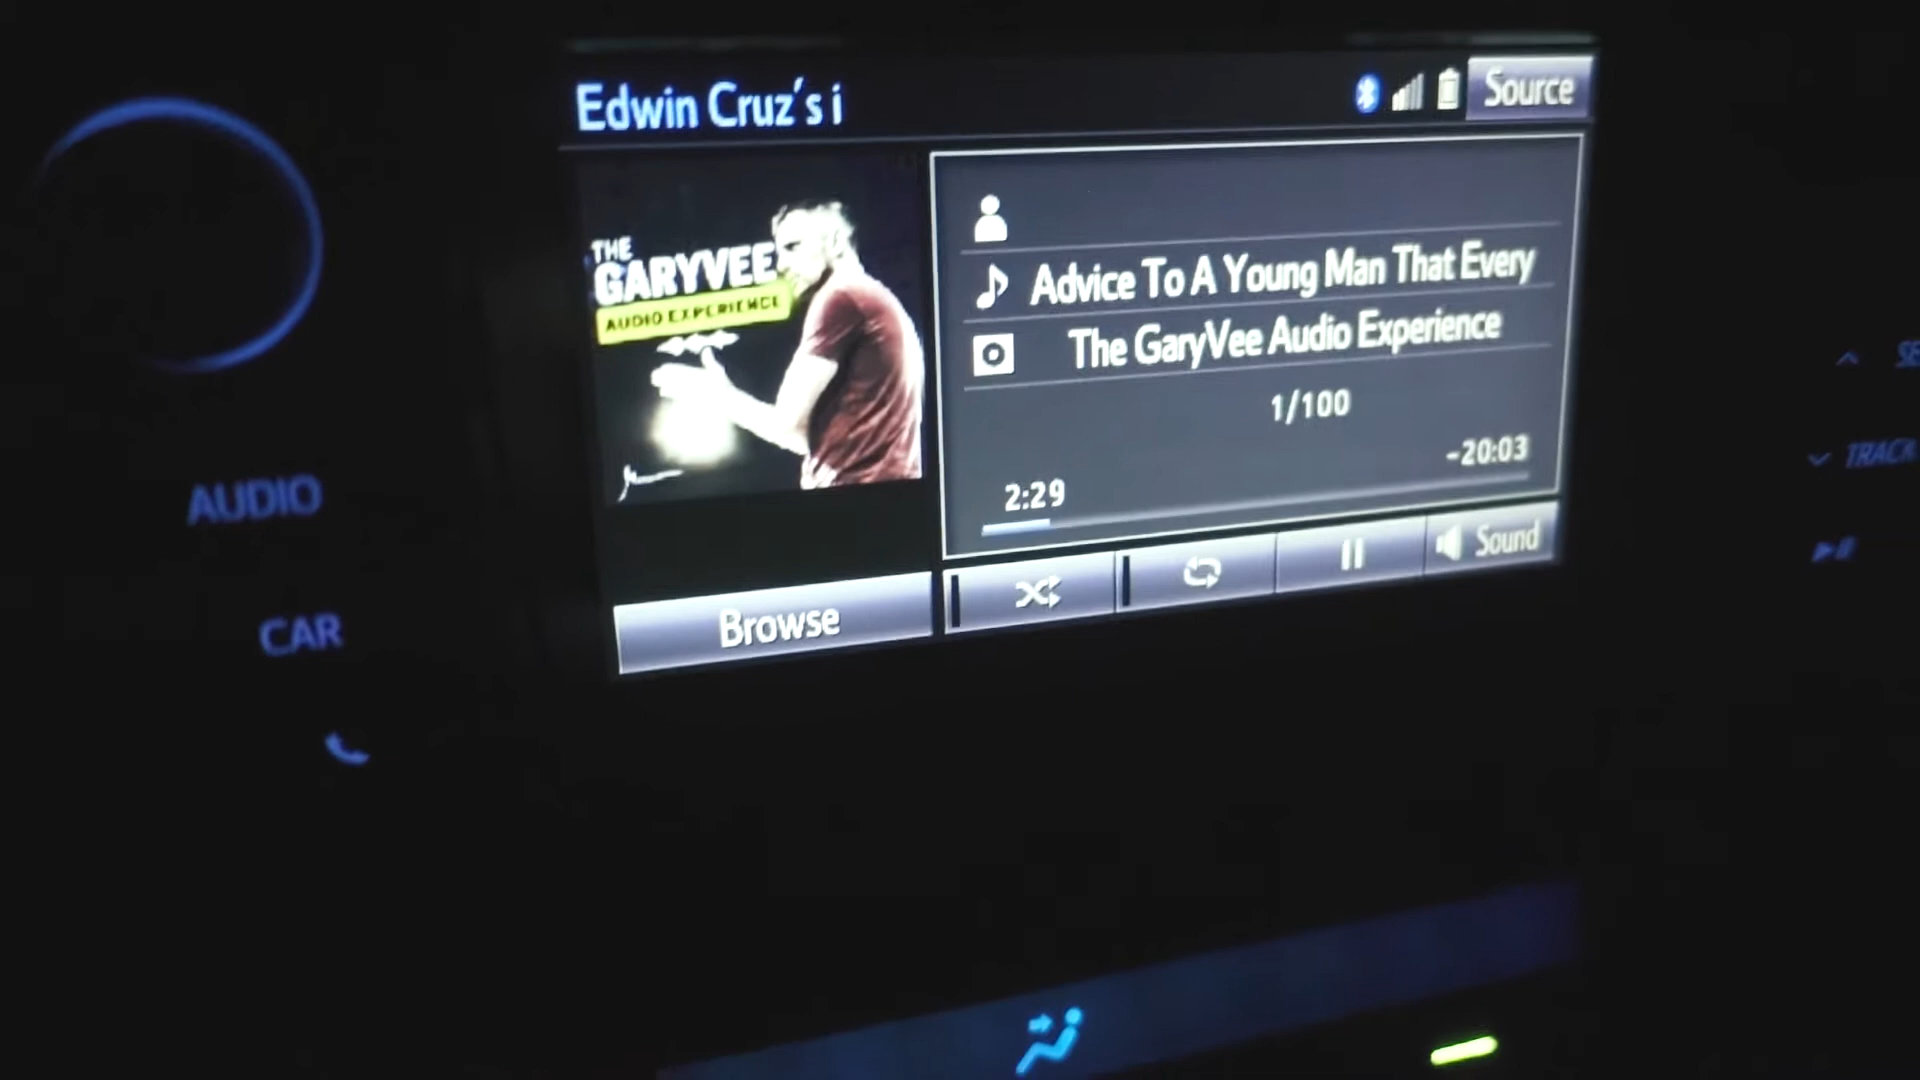 Edwin Cruz's i
Source
THE
GARYVEE
AUDIO EXPERIENCE
Advice To A Young Man That Every
The GaryVee Audio Experience
1/100
2:29
-20:03
Browse
Sound
AUDIO
CAR
TRACK